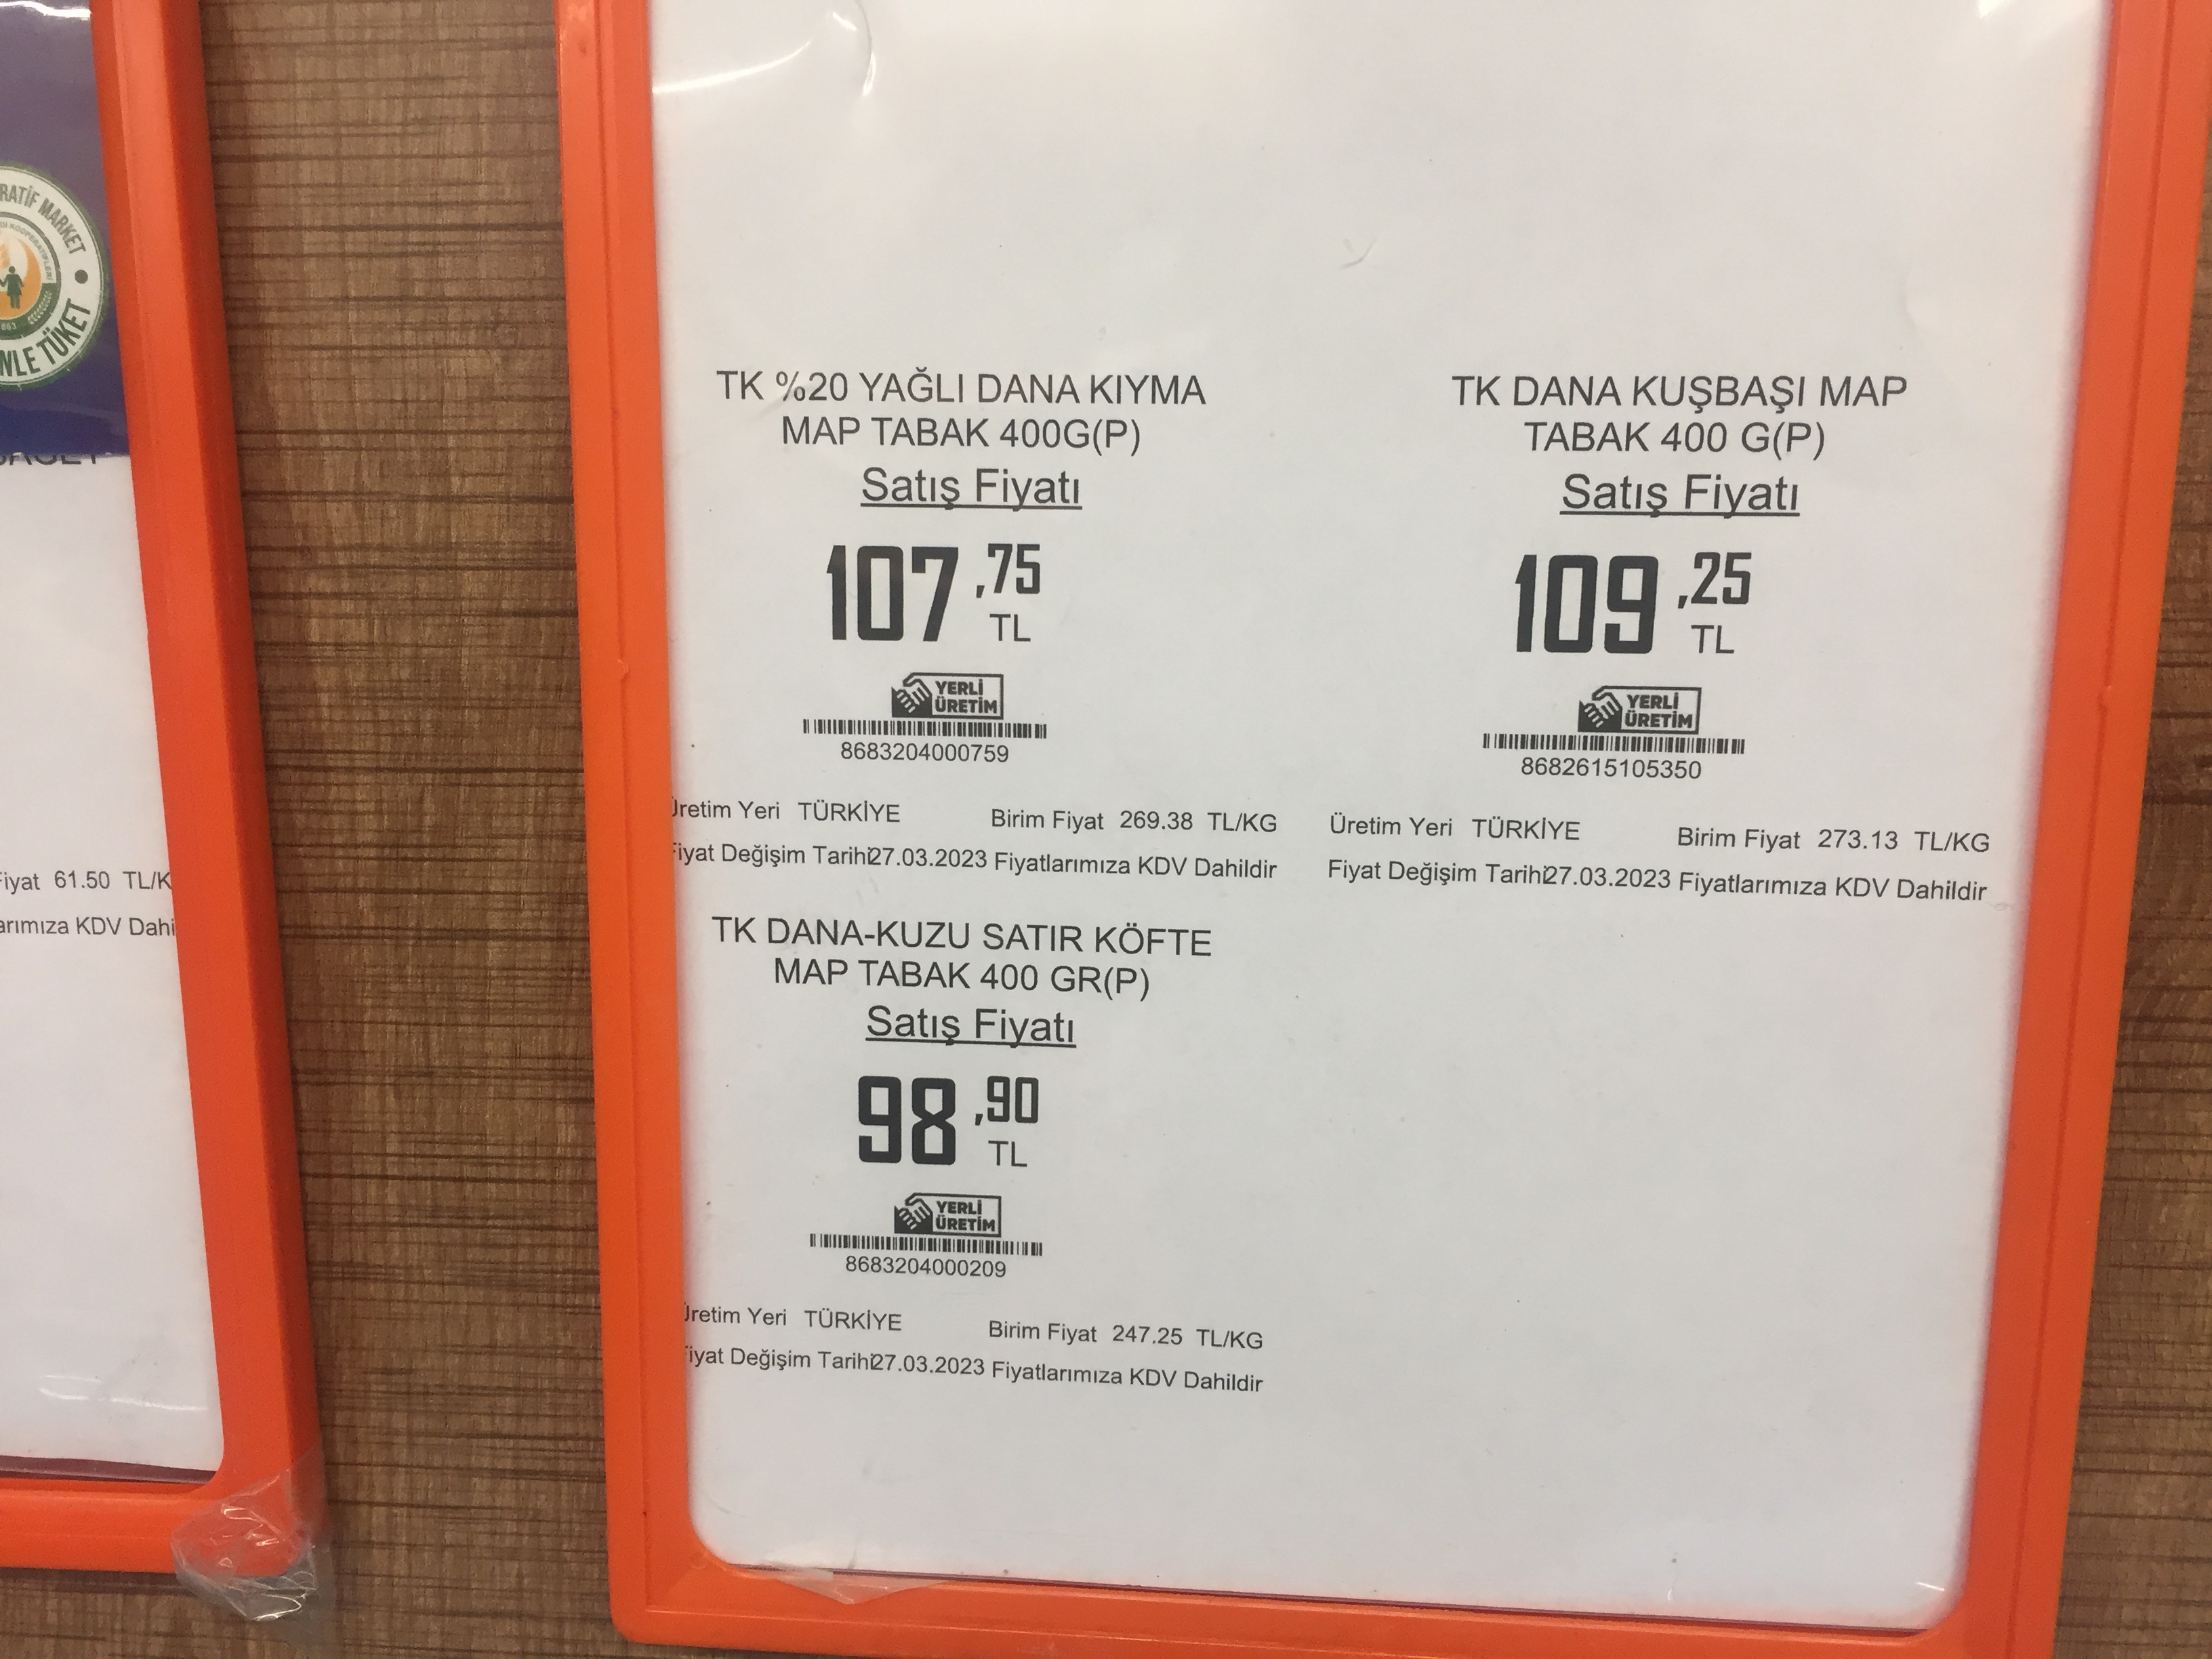 RATİF MARKET
NLE TÜKET
Fiyat 61.50 TL/K
arımıza KDV Dahi
TK %20 YAĞLI DANA KIYMA
MAP TABAK 400G(P)
Satış Fiyatı
107,75
TL
YERLİ
ÜRETİM
8683204000759
Üretim Yeri TÜRKİYE Birim Fiyat 269.38 TL/KG
Fiyat Değişim Tarihi27.03.2023 Fiyatlarımıza KDV Dahildir
TK DANA KUŞBAŞI MAP
TABAK 400 G(P)
Satış Fiyatı
109,25
TL
YERLİ
ÜRETİM
8682615105350
Üretim Yeri TÜRKİYE Birim Fiyat 273.13 TL/KG
Fiyat Değişim Tarihi27.03.2023 Fiyatlarımıza KDV Dahildir
TK DANA-KUZU SATIR KÖFTE
MAP TABAK 400 GR(P)
Satış Fiyatı
98,90
TL
YERLİ
ÜRETİM
8683204000209
Üretim Yeri TÜRKİYE Birim Fiyat 247.25 TL/KG
Fiyat Değişim Tarihi27.03.2023 Fiyatlarımıza KDV Dahildir